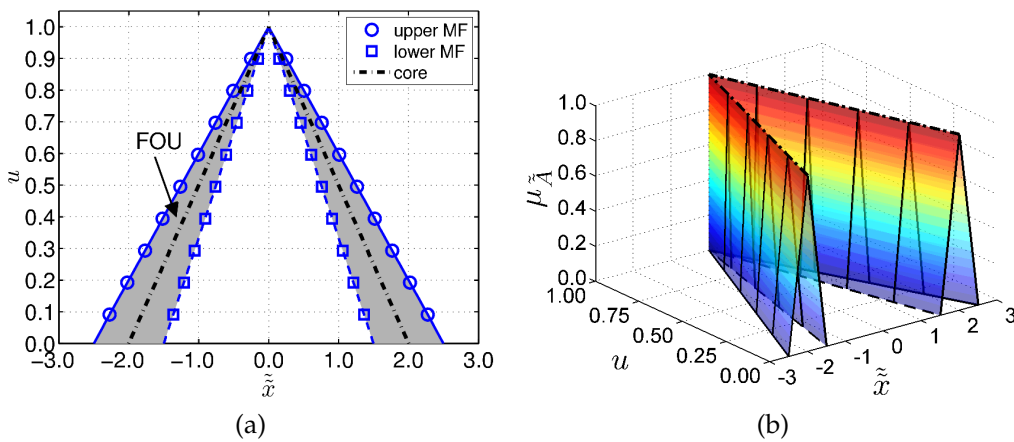 1.0
0.9
0.8
0.7
0.6
0.5
0.4
0.3
0.2
0.1
0.0
u
−3.0 −2.0 −1.0 0.0 1.0 2.0 3.0
x̃̃
upper MF
lower MF
core
FOU
(a)
1.0
0.8
0.6
0.4
0.2
0.0
μ_Ã̃
1.00
0.75
0.50
0.25
0.00
u
-3 -2 -1 0 1 2 3
x̃̃
(b)